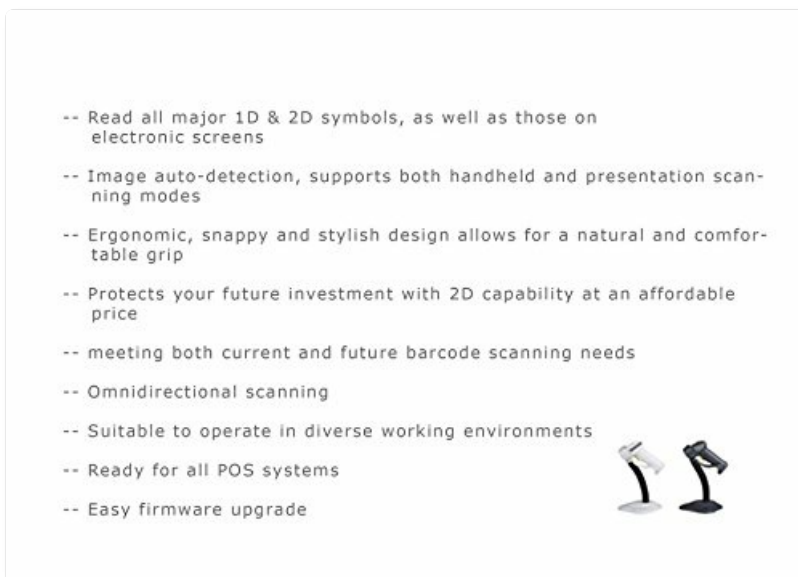 -- Read all major 1D & 2D symbols, as well as those on
electronic screens
-- Image auto-detection, supports both handheld and presentation scan-
ning modes
-- Ergonomic, snappy and stylish design allows for a natural and comfor-
table grip
-- Protects your future investment with 2D capability at an affordable
price
-- meeting both current and future barcode scanning needs
-- Omnidirectional scanning
-- Suitable to operate in diverse working environments
-- Ready for all POS systems
-- Easy firmware upgrade